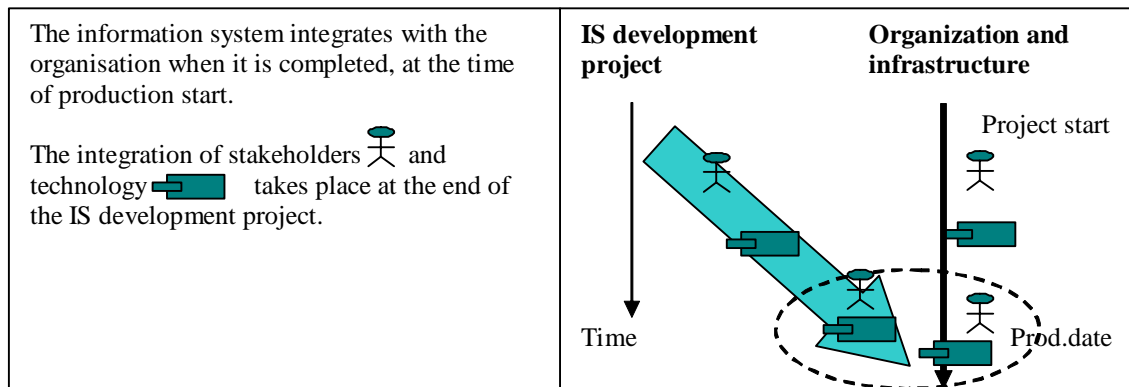 The information system integrates with the
organisation when it is completed, at the time
of production start.
The integration of stakeholders and
technology takes place at the end of
the IS development project.
IS development
project
Organization and
infrastructure
Project start
Time
Prod.date